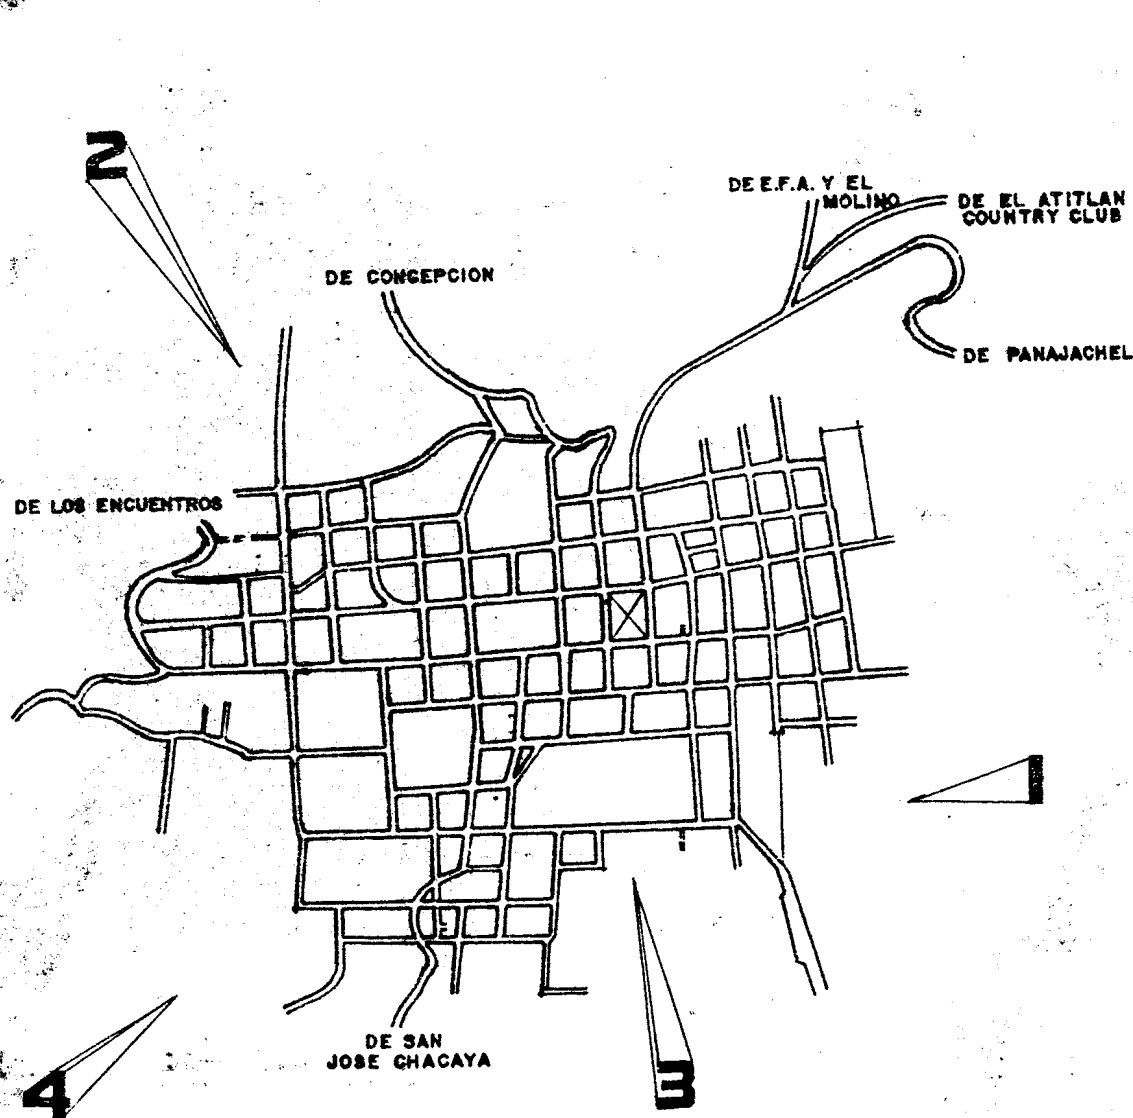 2
DE E.F.A. Y EL
MOLINO
DE EL ATITLAN
COUNTRY CLUB
DE CONCEPCION
DE PANAJACHEL
DE LOS ENCUENTROS
1
DE SAN
JOSE CHACAYA
3
4